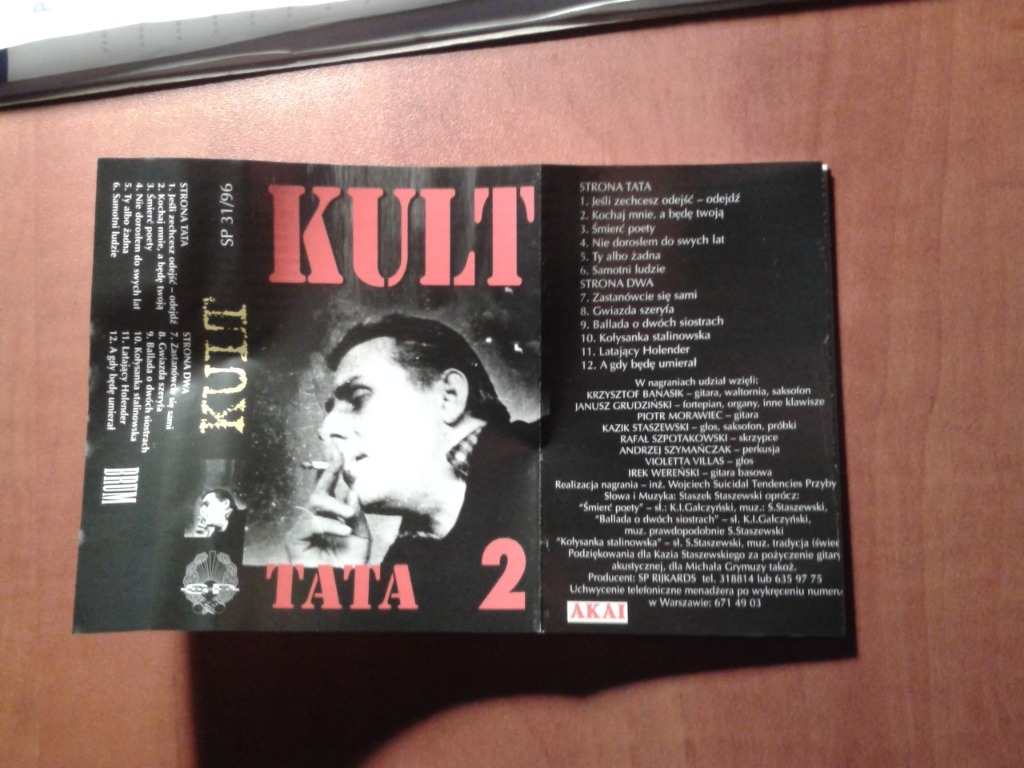 STRONA TATA
1. Jeśli zechcesz odejść – odejdź
2. Kochaj mnie, a będę twoją
3. Śmierć poety
4. Nie dorosłem do swych lat
5. Ty albo żadna
6. Samotni ludzie
STRONA DWA
7. Zastanówcie się sami
8. Gwiazda szeryfa
9. Ballada o dwóch siostrach
10. Kołysanka stalinowska
11. Latający Holender
12. A gdy będę umierał
BRUM
SP 31/96
KULT
KULT
TATA 2
STRONA TATA
1. Jeśli zechcesz odejść – odejdź
2. Kochaj mnie, a będę twoją
3. Śmierć poety
4. Nie dorosłem do swych lat
5. Ty albo żadna
6. Samotni ludzie
STRONA DWA
7. Zastanówcie się sami
8. Gwiazda szeryfa
9. Ballada o dwóch siostrach
10. Kołysanka stalinowska
11. Latający Holender
12. A gdy będę umierał
W nagraniach udział wzięli:
KRZYSZTOF BANASIK – gitara, waltornia, saksofon
JANUSZ GRUDZIŃSKI – fortepian, organy, inne klawisze
PIOTR MORAWIEC – gitara
KAZIK STASZEWSKI – głos, saksofon, próbki
RAFAŁ SZPOTAKOWSKI – skrzypce
ANDRZEJ SZYMAŃCZAK – perkusja
VIOLETTA VILLAS – głos
IREK WEREŃSKI – gitara basowa
Realizacja nagrania – inż. Wojciech Suicidal Tendencies Przyby
Słowa i Muzyka: Staszek Staszewski oprócz:
"Śmierć poety" – sł.: K.I.Gałczyński, muz.: S.Staszewski,
"Ballada o dwóch siostrach" – sł. K.I.Gałczyński,
muz. prawdopodobnie S.Staszewski
"Kołysanka stalinowska" – sł. S.Staszewski, muz. tradycja (świe
Podziękowania dla Kazia Staszewskiego za pożyczenie gitary
akustycznej, dla Michała Grymuzy takoż.
Producent: SP RIJKARDS tel. 318814 lub 635 97 75
Uchwycenie telefoniczne menadżera po wykręceniu numeru
w Warszawie: 671 49 03
AKAI